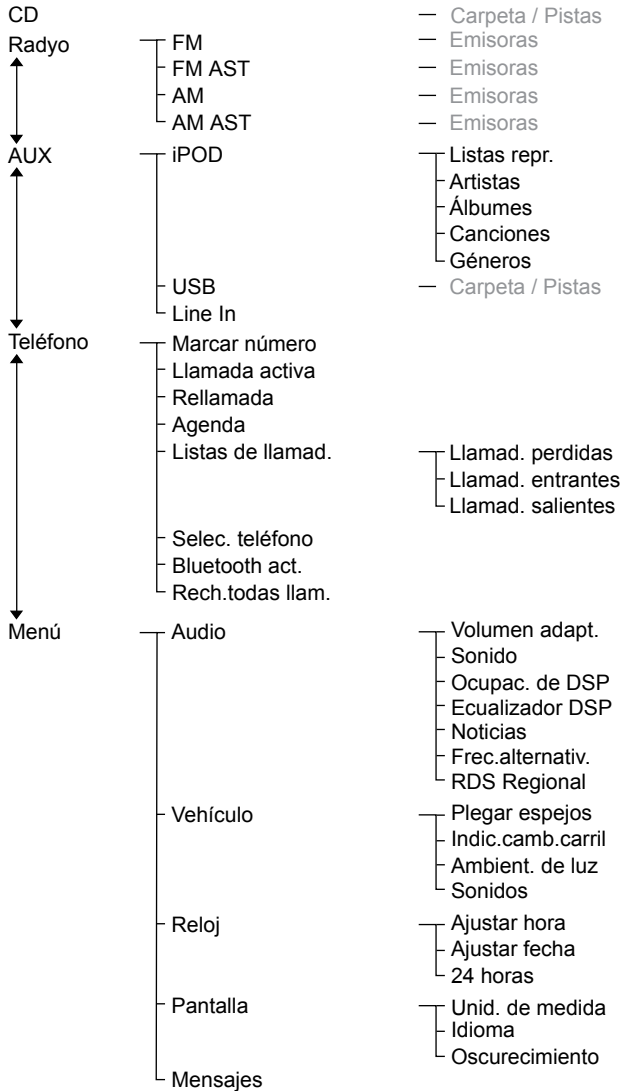 CD — Carpeta / Pistas
Radyo FM — Emisoras
FM AST — Emisoras
AM — Emisoras
AM AST — Emisoras
AUX iPOD Listas repr.
Artistas
Álbumes
Canciones
Géneros
USB — Carpeta / Pistas
Line In
Teléfono Marcar número
Llamada activa
Rellamada
Agenda
Listas de llamad. Llamad. perdidas
Llamad. entrantes
Llamad. salientes
Selec. teléfono
Bluetooth act.
Rech.todas llam.
Menú Audio Volumen adapt.
Sonido
Ocupac. de DSP
Ecualizador DSP
Noticias
Frec.alternativ.
RDS Regional
Vehículo Plegar espejos
Indic.camb.carril
Ambient. de luz
Sonidos
Reloj Ajustar hora
Ajustar fecha
24 horas
Pantalla Unid. de medida
Idioma
Oscurecimiento
Mensajes